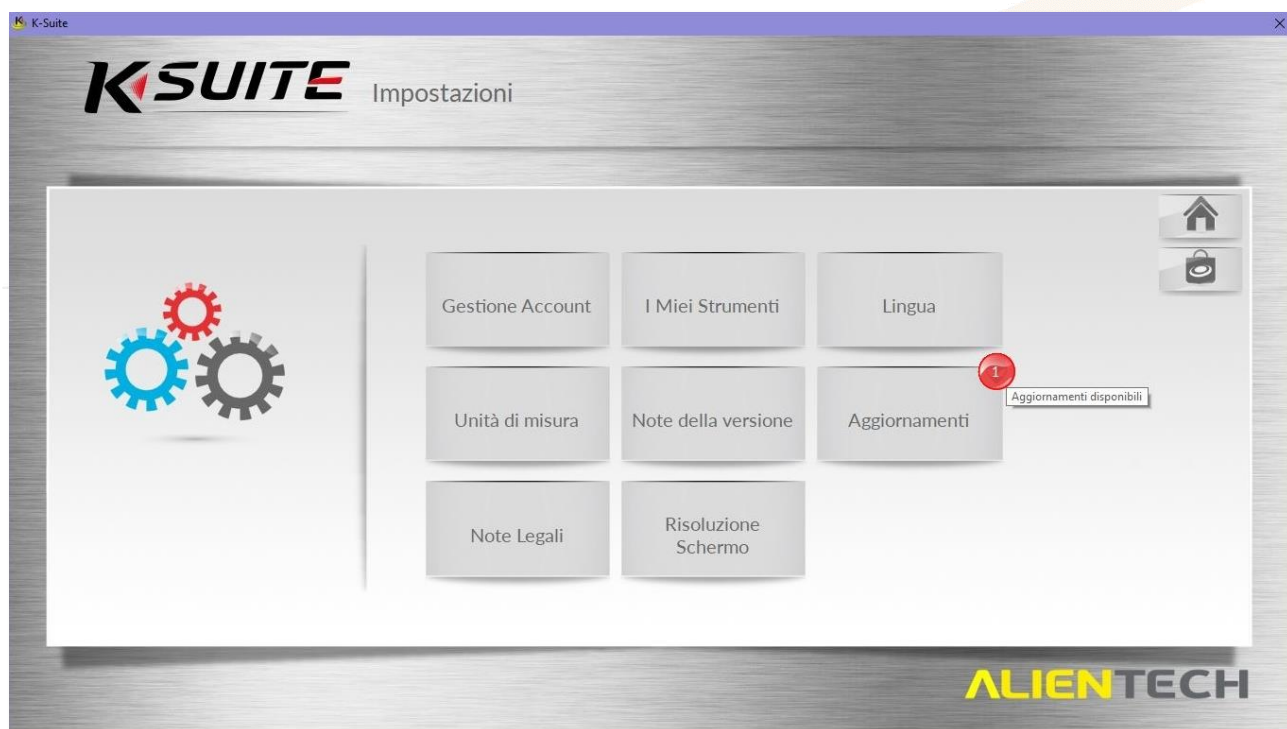 K-Suite
KSUITE Impostazioni
Gestione Account
I Miei Strumenti
Lingua
1
Aggiornamenti disponibili
Unità di misura
Note della versione
Aggiornamenti
Note Legali
Risoluzione
Schermo
ALIENTECH